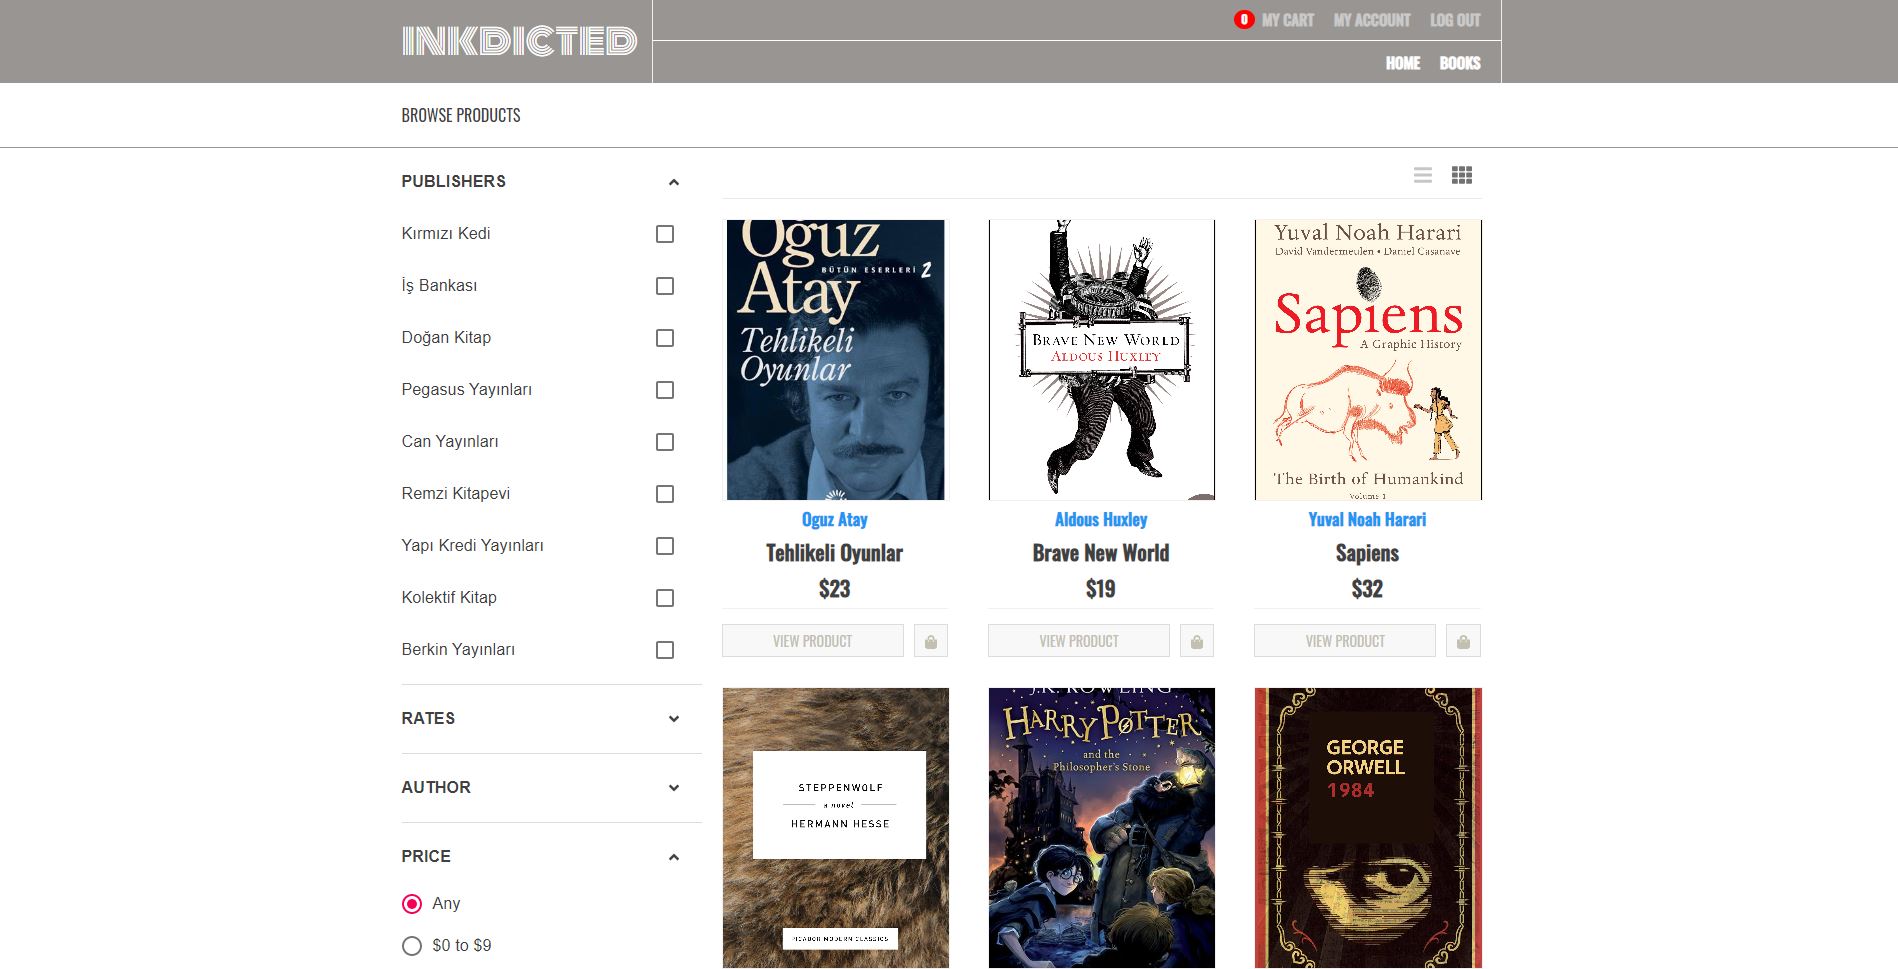 INKDICTED
0 MY CART MY ACCOUNT LOG OUT
HOME BOOKS
BROWSE PRODUCTS
PUBLISHERS
Kırmızı Kedi
İş Bankası
Doğan Kitap
Pegasus Yayınları
Can Yayınları
Remzi Kitapevi
Yapı Kredi Yayınları
Kolektif Kitap
Berkin Yayınları
RATES
AUTHOR
PRICE
Any
$0 to $9
Oğuz
Atay
BÜTÜN ESERLERİ 2
Tehlikeli
Oyunlar
Oguz Atay
Tehlikeli Oyunlar
$23
VIEW PRODUCT
BRAVE NEW WORLD
ALDOUS HUXLEY
Aldous Huxley
Brave New World
$19
VIEW PRODUCT
Yuval Noah Harari
David Vandermeulen • Daniel Casanave
Sapiens
A Graphic History
The Birth of Humankind
Volume 1
Yuval Noah Harari
Sapiens
$32
VIEW PRODUCT
STEPPENWOLF
a novel
HERMANN HESSE
PICADOR MODERN CLASSICS
J.K. ROWLING
HARRY POTTER
and the
Philosopher's Stone
GEORGE
ORWELL
1984